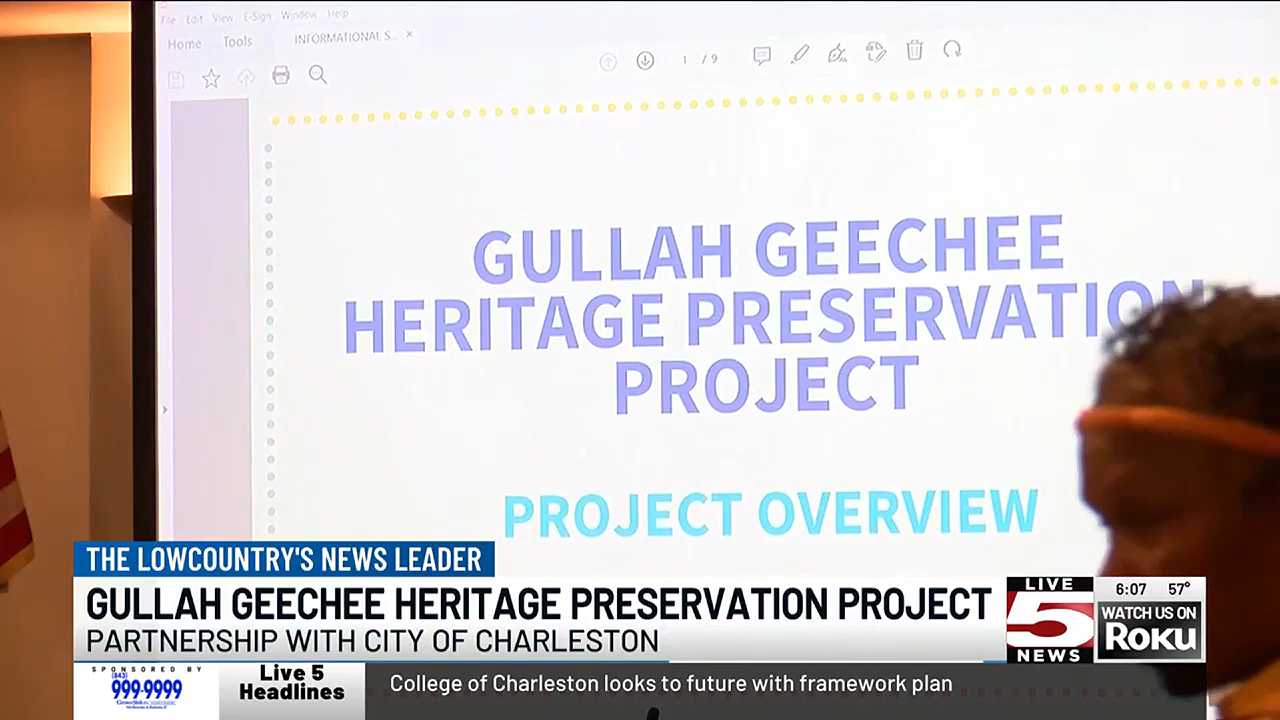 File Edit View E-Sign Window Help
Home Tools INFORMATIONAL S... ×
1 / 9
GULLAH GEECHEE
HERITAGE PRESERVATION
PROJECT
PROJECT OVERVIEW
THE LOWCOUNTRY'S NEWS LEADER
GULLAH GEECHEE HERITAGE PRESERVATION PROJECT
PARTNERSHIP WITH CITY OF CHARLESTON
LIVE
5
NEWS
6:07 57°
WATCH US ON
Roku
SPONSORED BY
(843)
999-9999
Live 5
Headlines
College of Charleston looks to future with framework plan